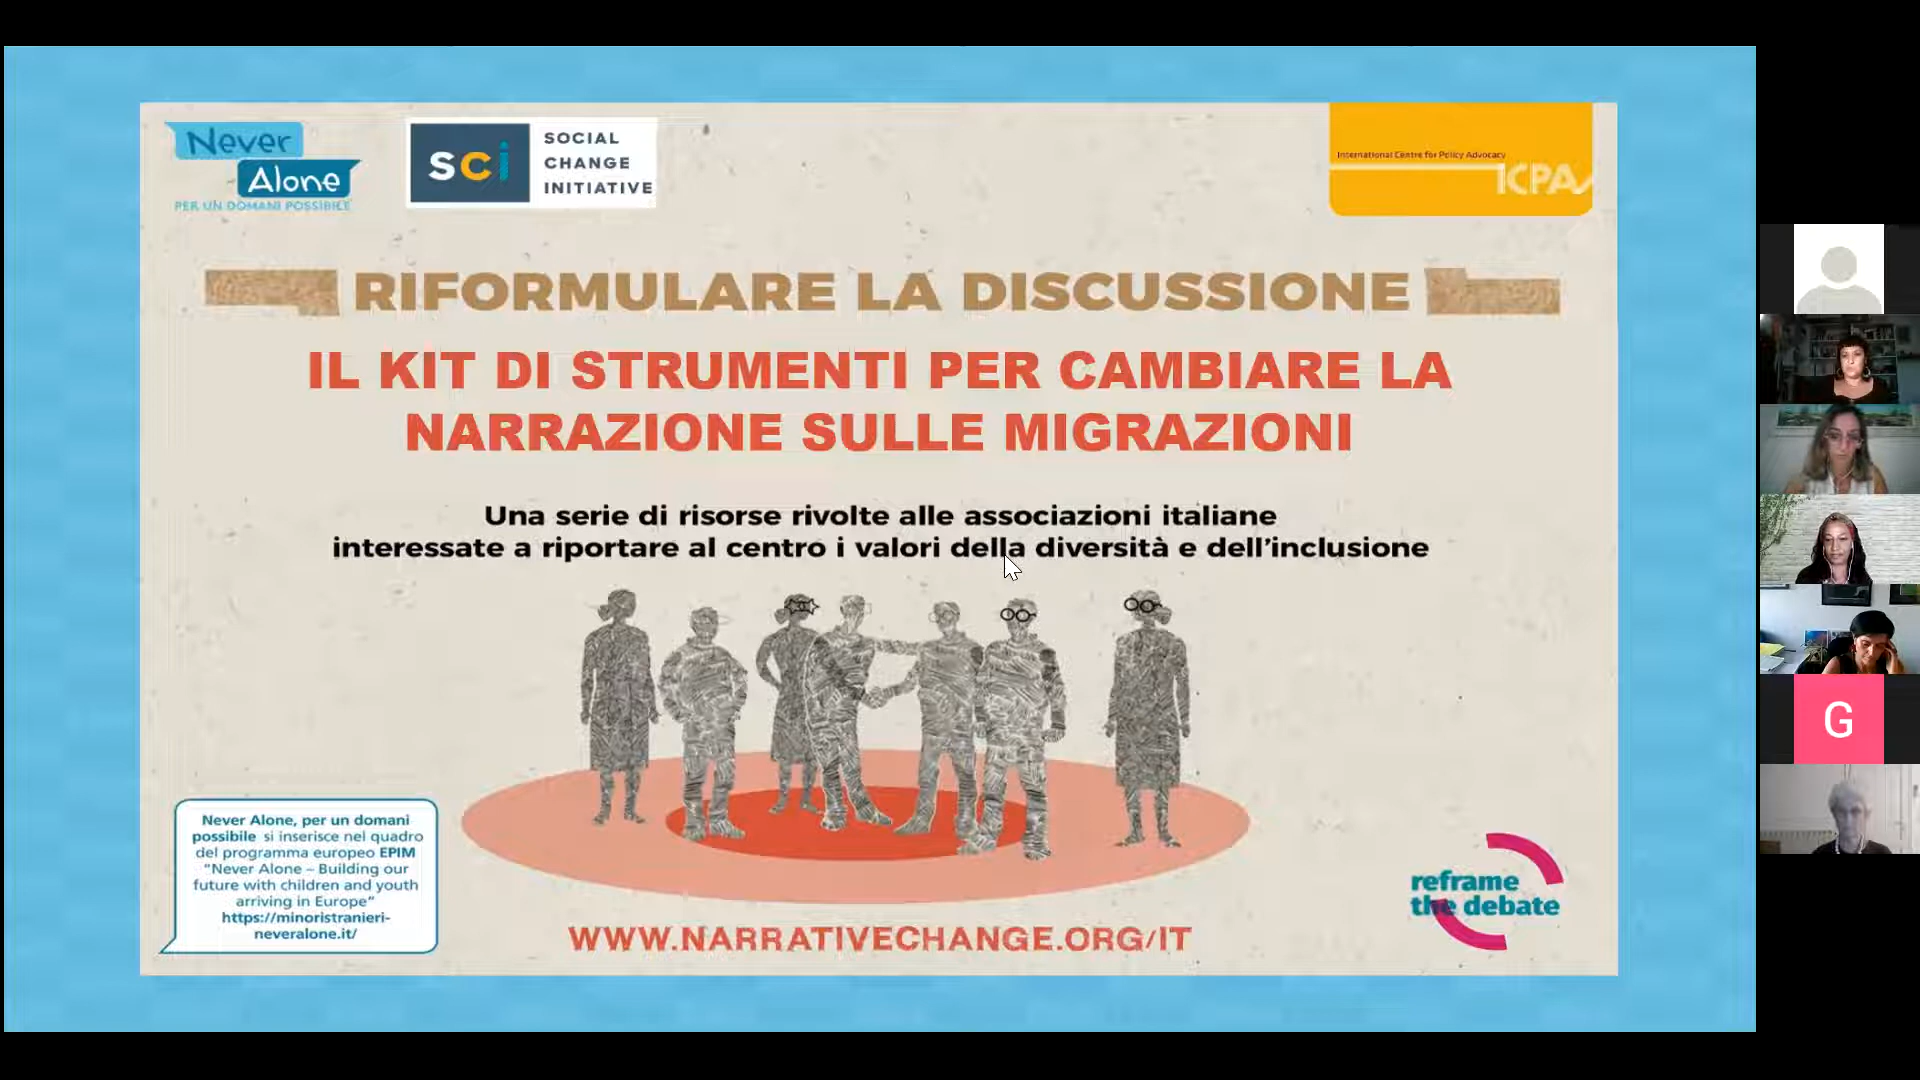 Never
Alone
PER UN DOMANI POSSIBILE
sci
SOCIAL
CHANGE
INITIATIVE
International Centre for Policy Advocacy
ICPA
RIFORMULARE LA DISCUSSIONE
IL KIT DI STRUMENTI PER CAMBIARE LA
NARRAZIONE SULLE MIGRAZIONI
Una serie di risorse rivolte alle associazioni italiane
interessate a riportare al centro i valori della diversità e dell'inclusione
Never Alone, per un domani
possibile si inserisce nel quadro
del programma europeo EPIM
"Never Alone – Building our
future with children and youth
arriving in Europe"
https://minoristranieri-
neveralone.it/
WWW.NARRATIVECHANGE.ORG/IT
reframe
the debate
G